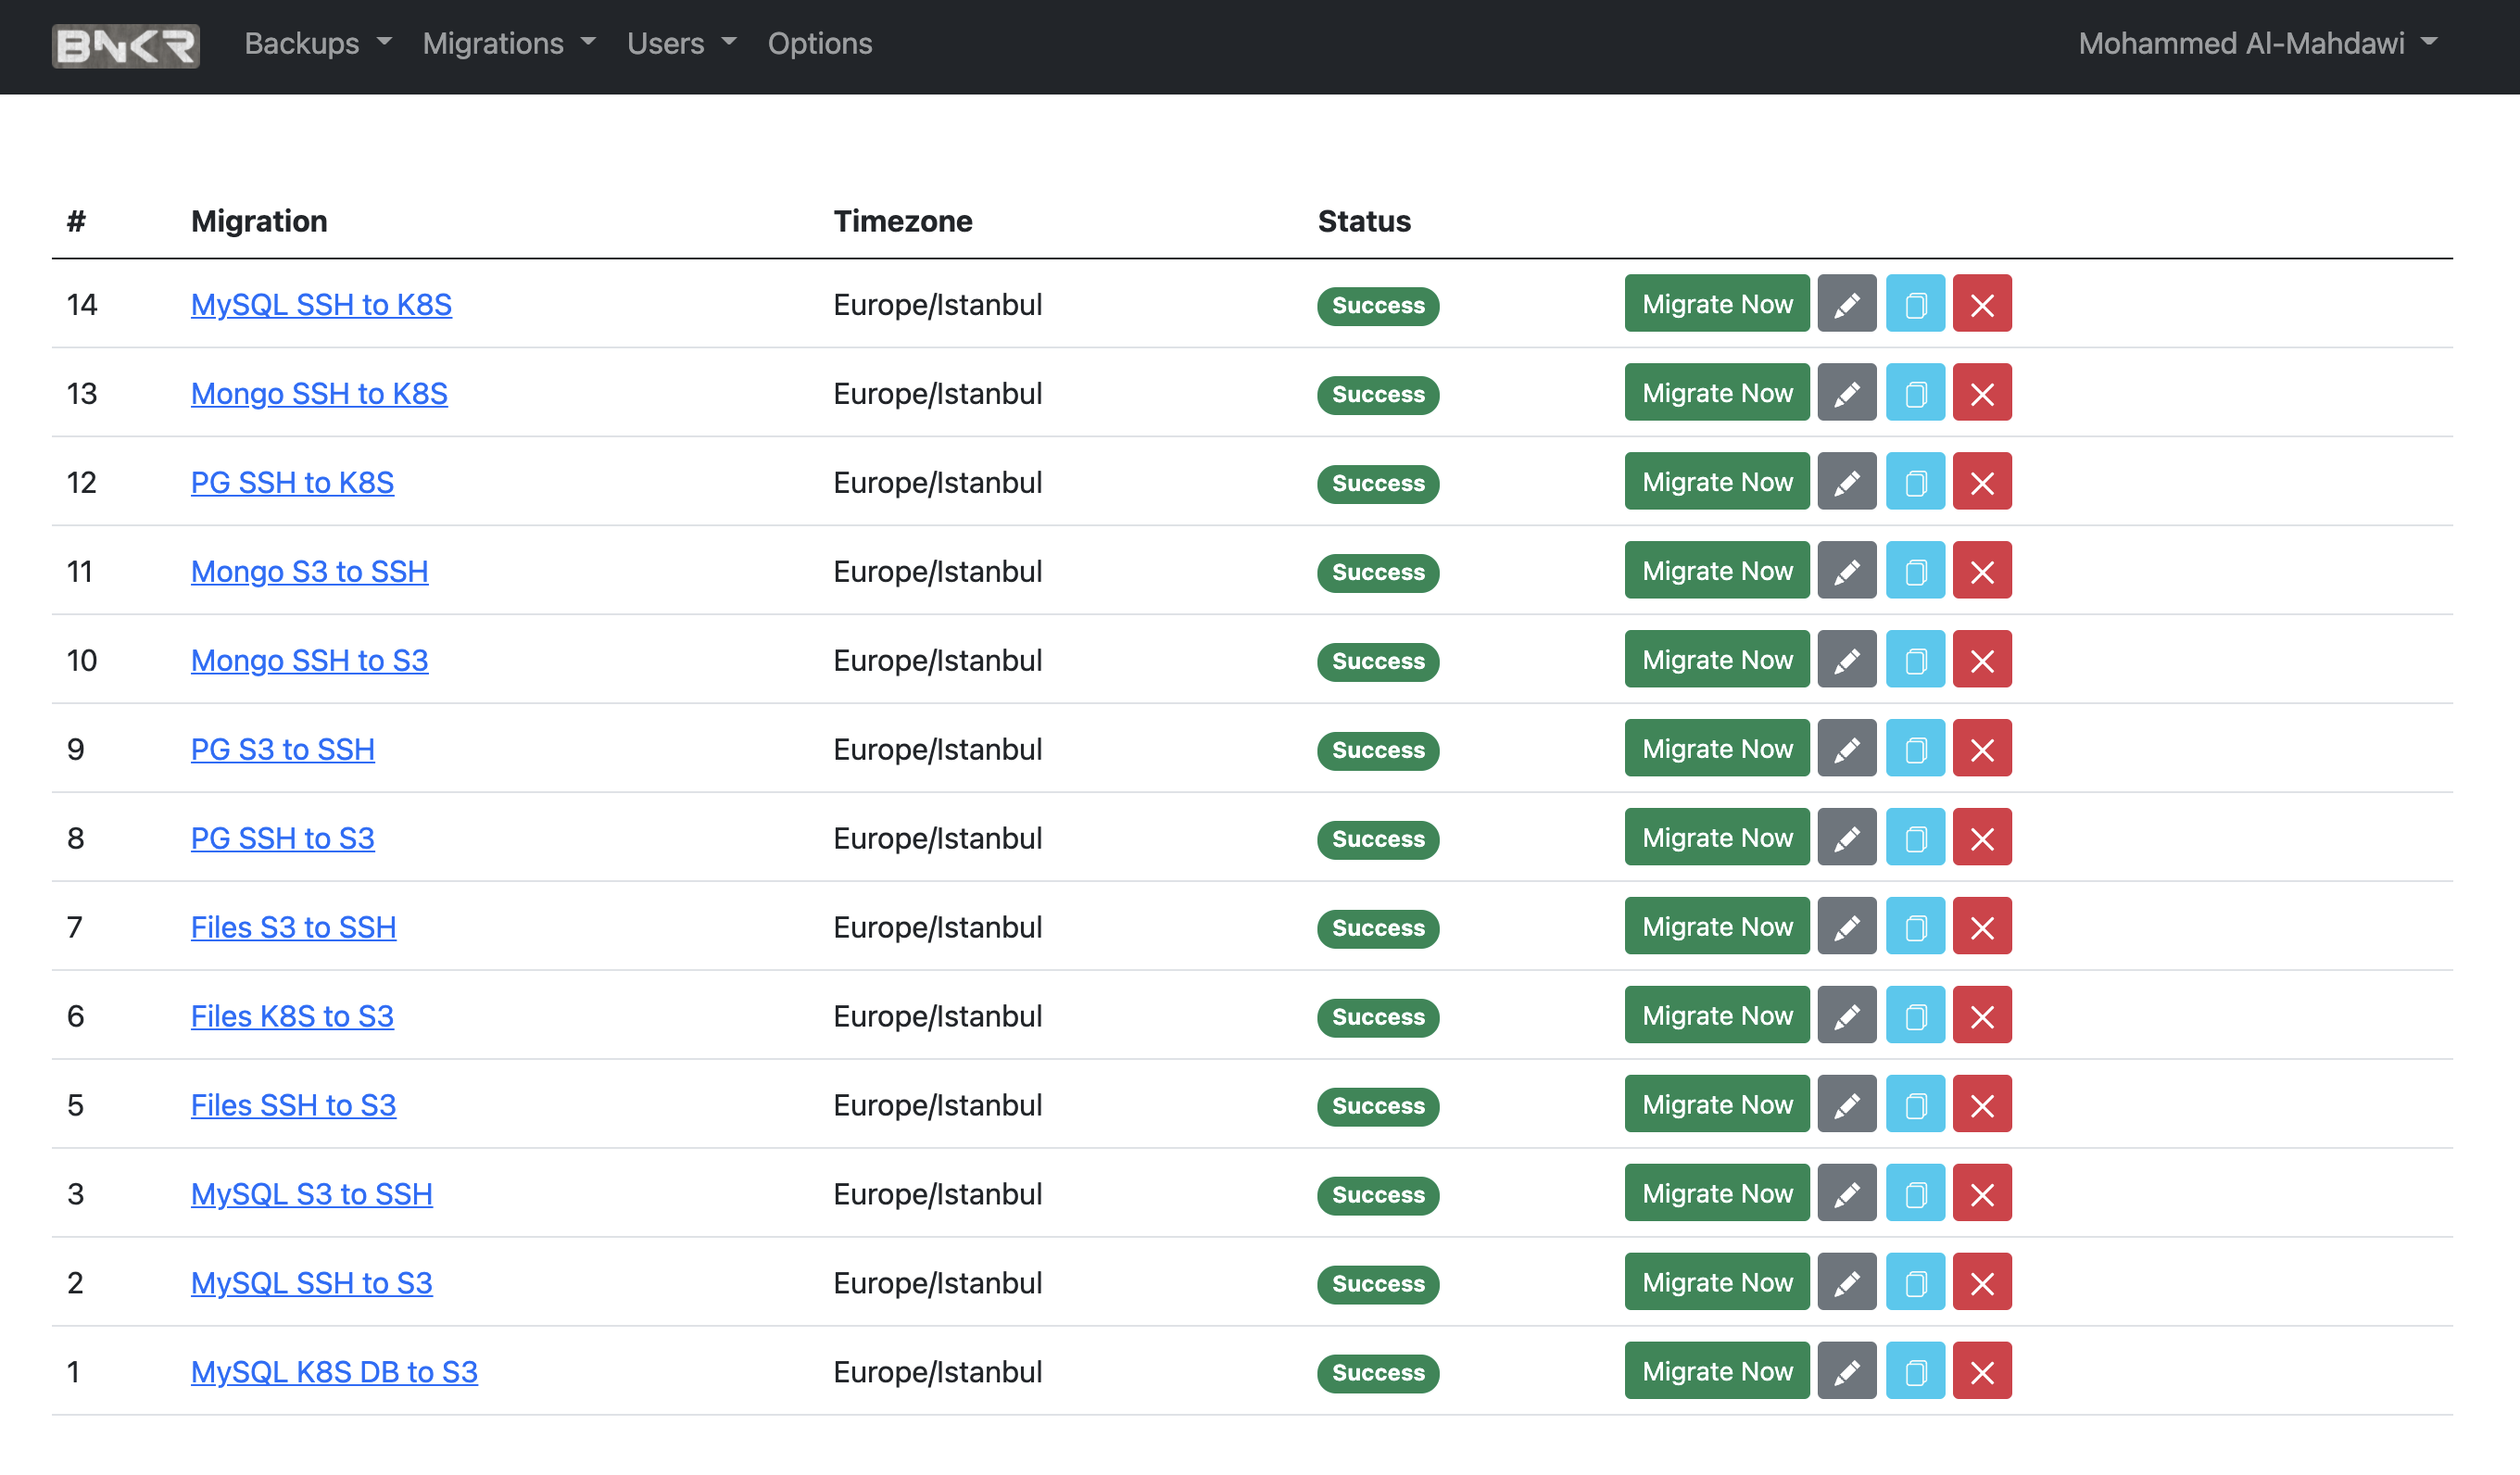 BNKR Backups Migrations Users Options Mohammed Al-Mahdawi
# Migration Timezone Status
14 MySQL SSH to K8S Europe/Istanbul Success Migrate Now
13 Mongo SSH to K8S Europe/Istanbul Success Migrate Now
12 PG SSH to K8S Europe/Istanbul Success Migrate Now
11 Mongo S3 to SSH Europe/Istanbul Success Migrate Now
10 Mongo SSH to S3 Europe/Istanbul Success Migrate Now
9 PG S3 to SSH Europe/Istanbul Success Migrate Now
8 PG SSH to S3 Europe/Istanbul Success Migrate Now
7 Files S3 to SSH Europe/Istanbul Success Migrate Now
6 Files K8S to S3 Europe/Istanbul Success Migrate Now
5 Files SSH to S3 Europe/Istanbul Success Migrate Now
3 MySQL S3 to SSH Europe/Istanbul Success Migrate Now
2 MySQL SSH to S3 Europe/Istanbul Success Migrate Now
1 MySQL K8S DB to S3 Europe/Istanbul Success Migrate Now